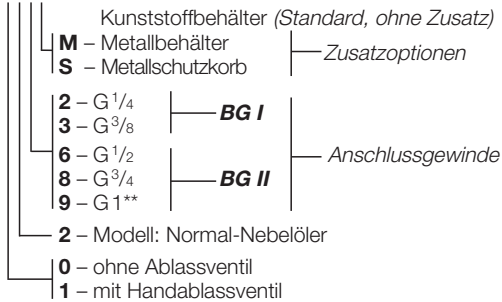 Kunststoffbehälter (Standard, ohne Zusatz)
M – Metallbehälter
S – Metallschutzkorb
Zusatzoptionen
2 – G 1/4
3 – G 3/8
BG I
6 – G 1/2
8 – G 3/4
9 – G 1**
BG II
Anschlussgewinde
2 – Modell: Normal-Nebelöler
0 – ohne Ablassventil
1 – mit Handablassventil